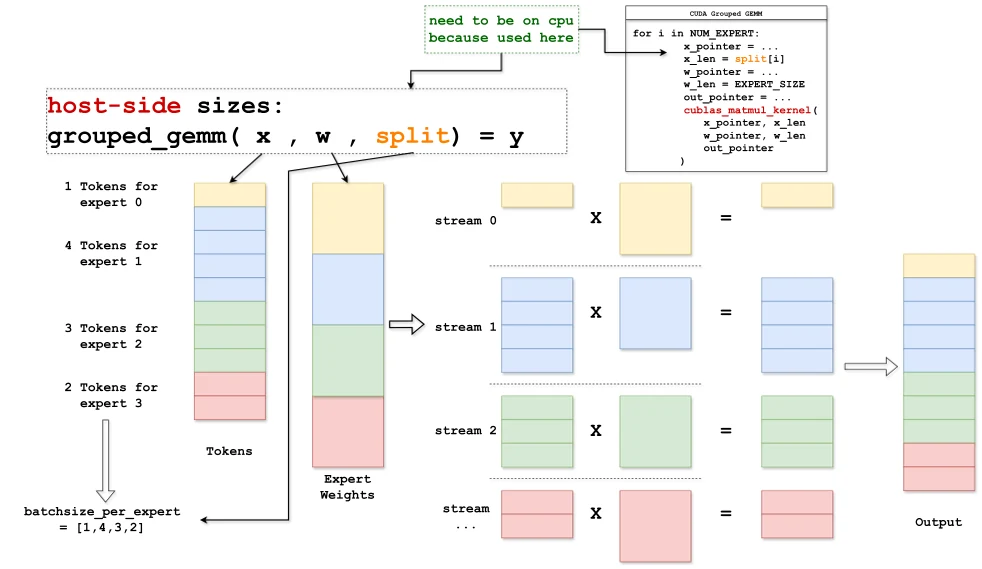 need to be on cpu
because used here
CUDA Grouped GEMM
for i in NUM_EXPERT:
x_pointer = ...
x_len = split[i]
w_pointer = ...
w_len = EXPERT_SIZE
out_pointer = ...
cublas_matmul_kernel(
x_pointer, x_len
w_pointer, w_len
out_pointer
)
host-side sizes:
grouped_gemm( x , w , split) = y
1 Tokens for
expert 0
4 Tokens for
expert 1
3 Tokens for
expert 2
2 Tokens for
expert 3
batchsize_per_expert
= [1,4,3,2]
Tokens
Expert
Weights
stream 0
X
=
stream 1
X
=
stream 2
X
=
stream
...
X
=
Output